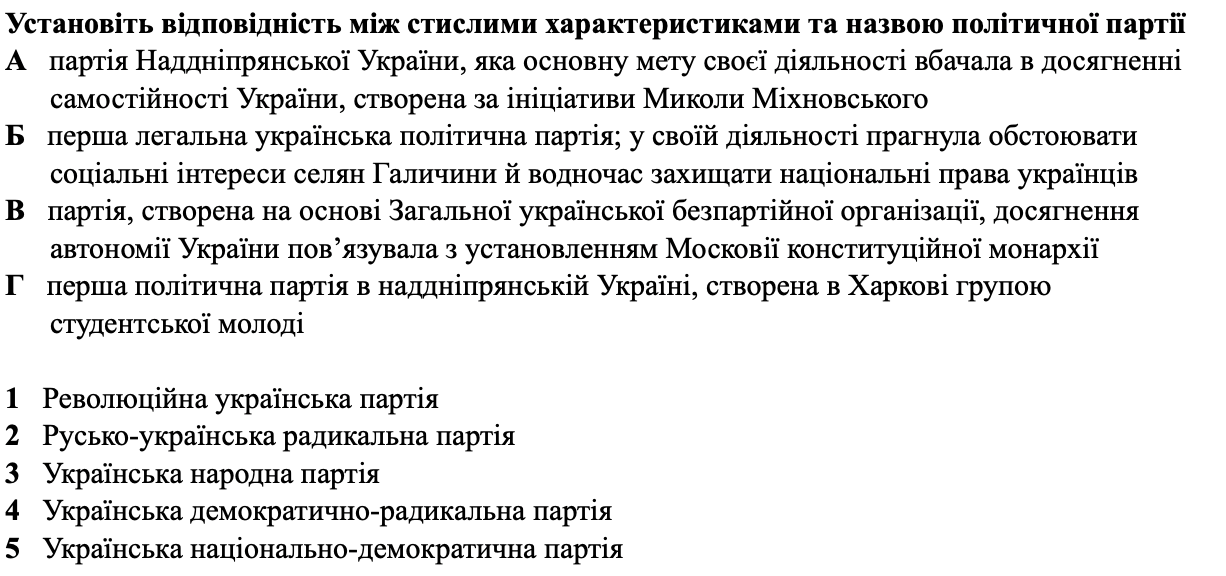 Установіть відповідність між стислими характеристиками та назвою політичної партії
А партія Наддніпрянської України, яка основну мету своєї діяльності вбачала в досягненні
самостійності України, створена за ініціативи Миколи Міхновського
Б перша легальна українська політична партія; у своїй діяльності прагнула обстоювати
соціальні інтереси селян Галичини й водночас захищати національні права українців
В партія, створена на основі Загальної української безпартійної організації, досягнення
автономії України пов’язувала з установленням Московії конституційної монархії
Г перша політична партія в наддніпрянській Україні, створена в Харкові групою
студентської молоді
1 Революційна українська партія
2 Русько-українська радикальна партія
3 Українська народна партія
4 Українська демократично-радикальна партія
5 Українська національно-демократична партія